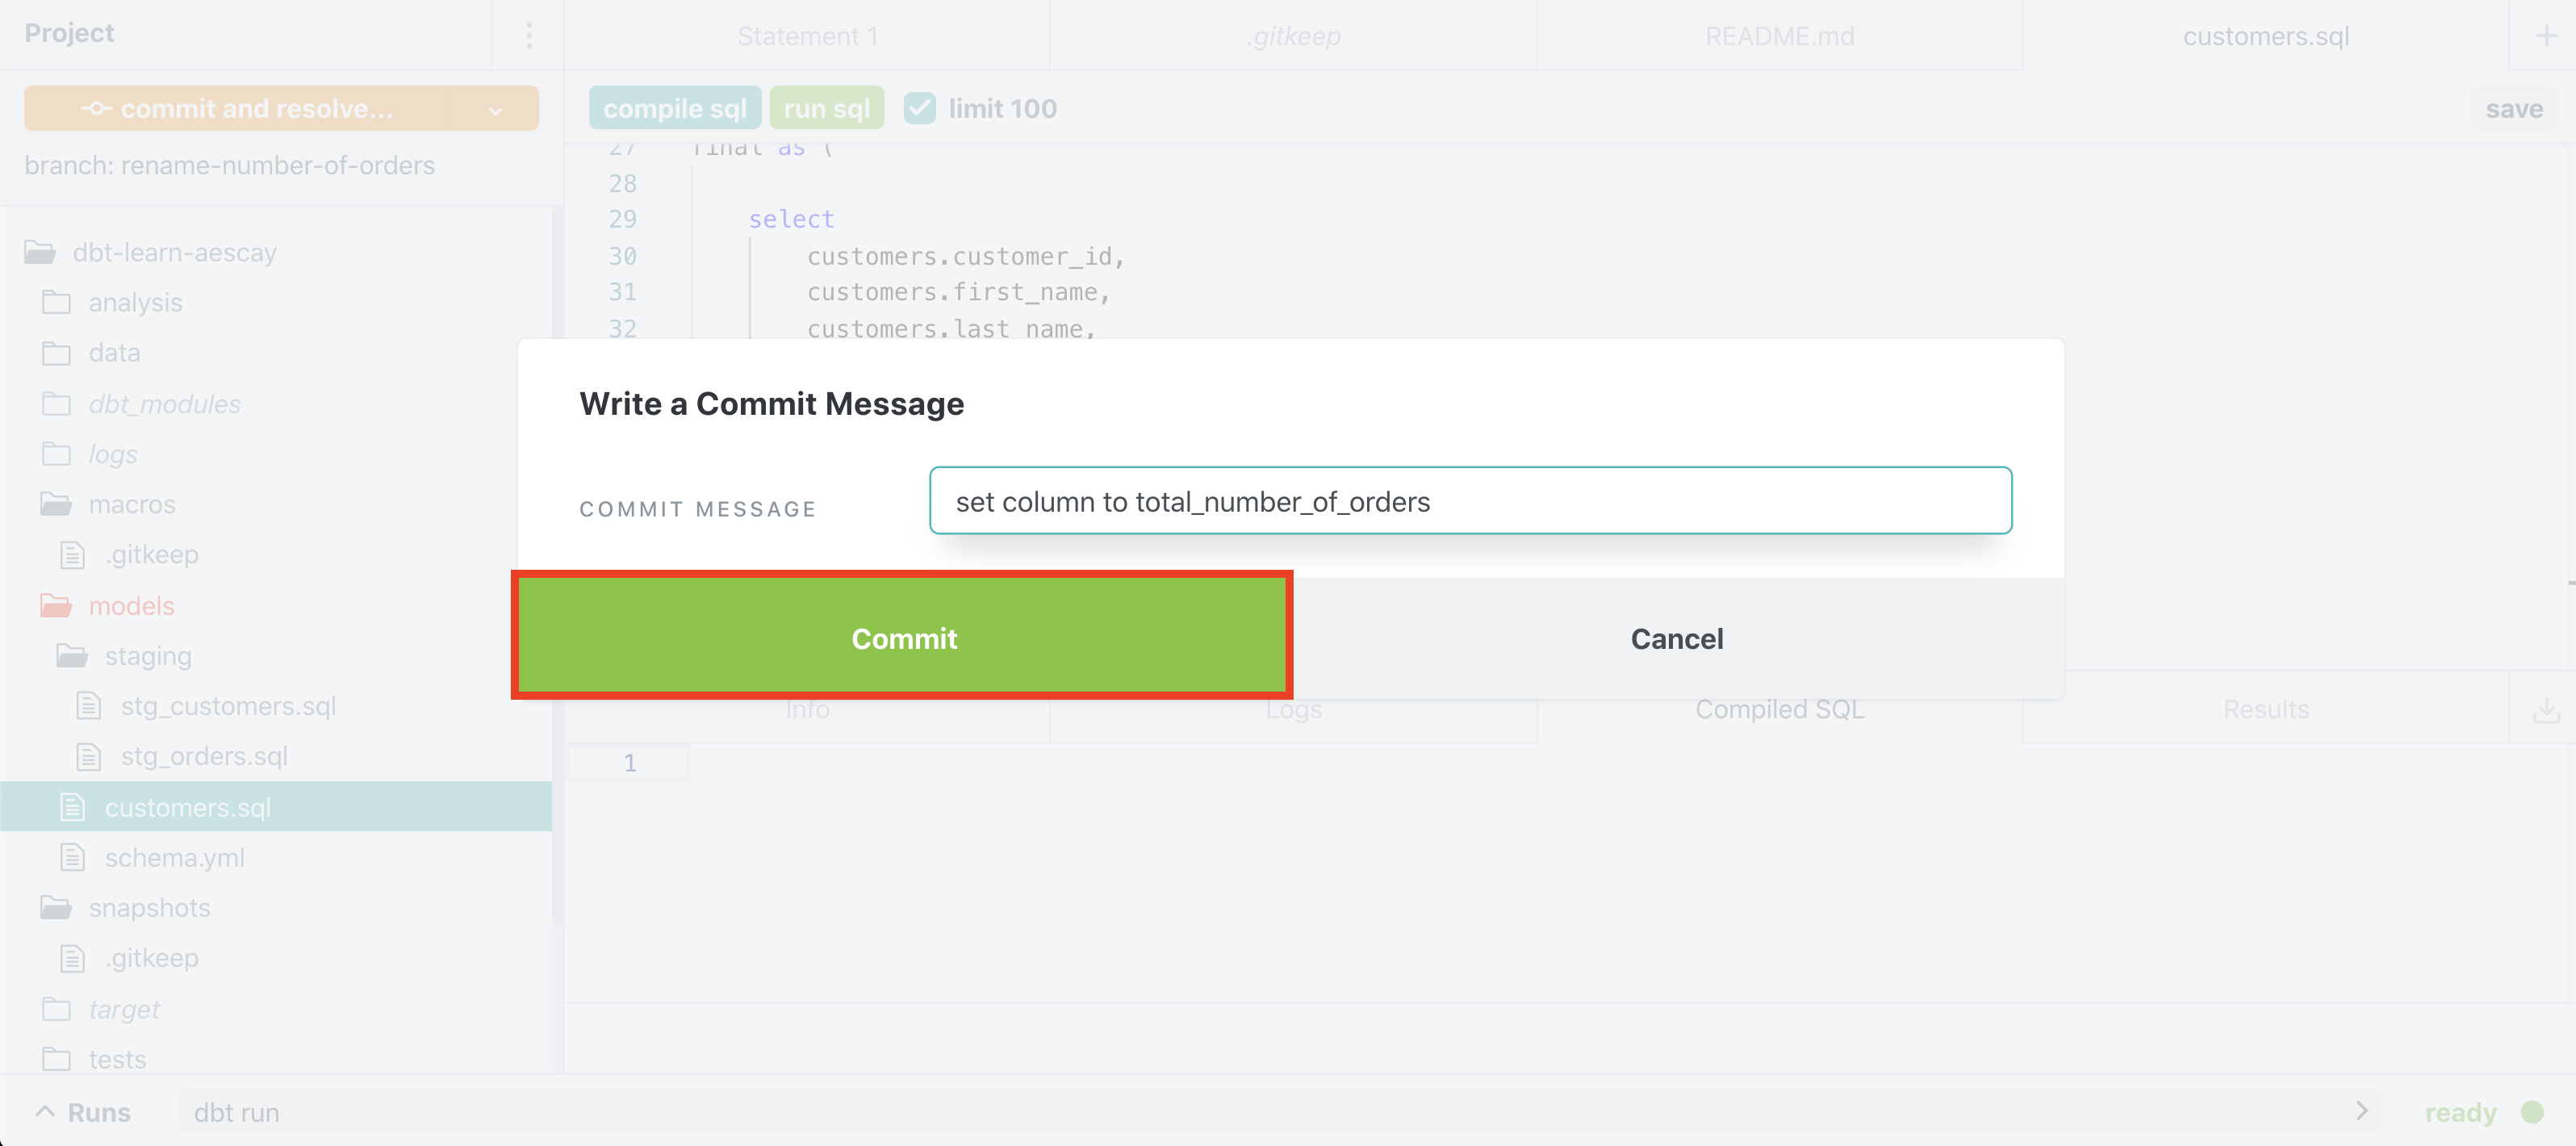 Project
Statement 1
.gitkeep
README.md
customers.sql
commit and resolve...
compile sql
run sql
limit 100
save
branch: rename-number-of-orders
27 final as (
28
29 select
30 customers.customer_id,
31 customers.first_name,
32 customers.last_name,
dbt-learn-aescay
analysis
data
dbt_modules
logs
macros
.gitkeep
models
staging
stg_customers.sql
stg_orders.sql
customers.sql
schema.yml
snapshots
.gitkeep
target
tests
Write a Commit Message
COMMIT MESSAGE
set column to total_number_of_orders
Commit
Cancel
Info
Logs
Compiled SQL
Results
1
Runs
dbt run
ready